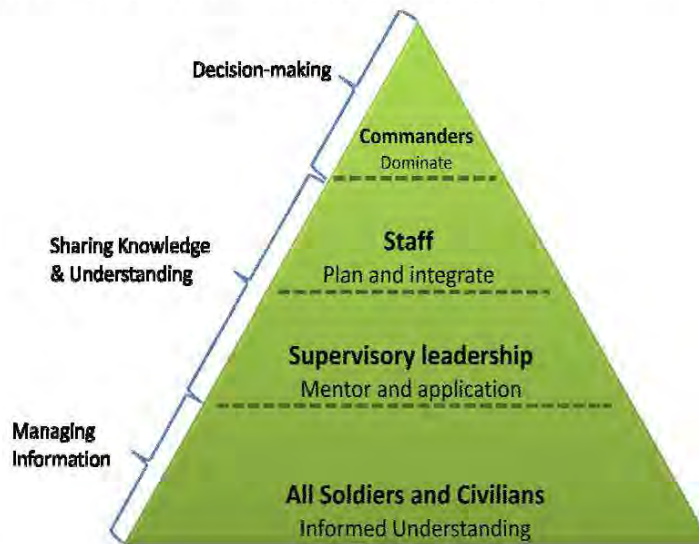 Decision-making
Commanders
Dominate
Sharing Knowledge
& Understanding
Staff
Plan and integrate
Supervisory leadership
Mentor and application
Managing
Information
All Soldiers and Civilians
Informed Understanding